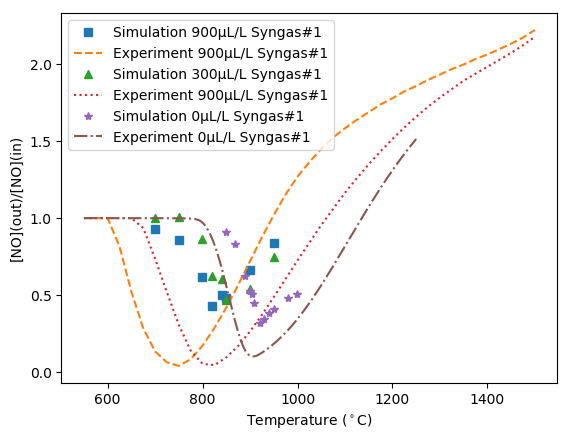 Simulation 900μL/L Syngas#1
Experiment 900μL/L Syngas#1
Simulation 300μL/L Syngas#1
Experiment 900μL/L Syngas#1
Simulation 0μL/L Syngas#1
Experiment 0μL/L Syngas#1
[NO](out)/[NO](in)
2.0
1.5
1.0
0.5
0.0
600 800 1000 1200 1400
Temperature (°C)